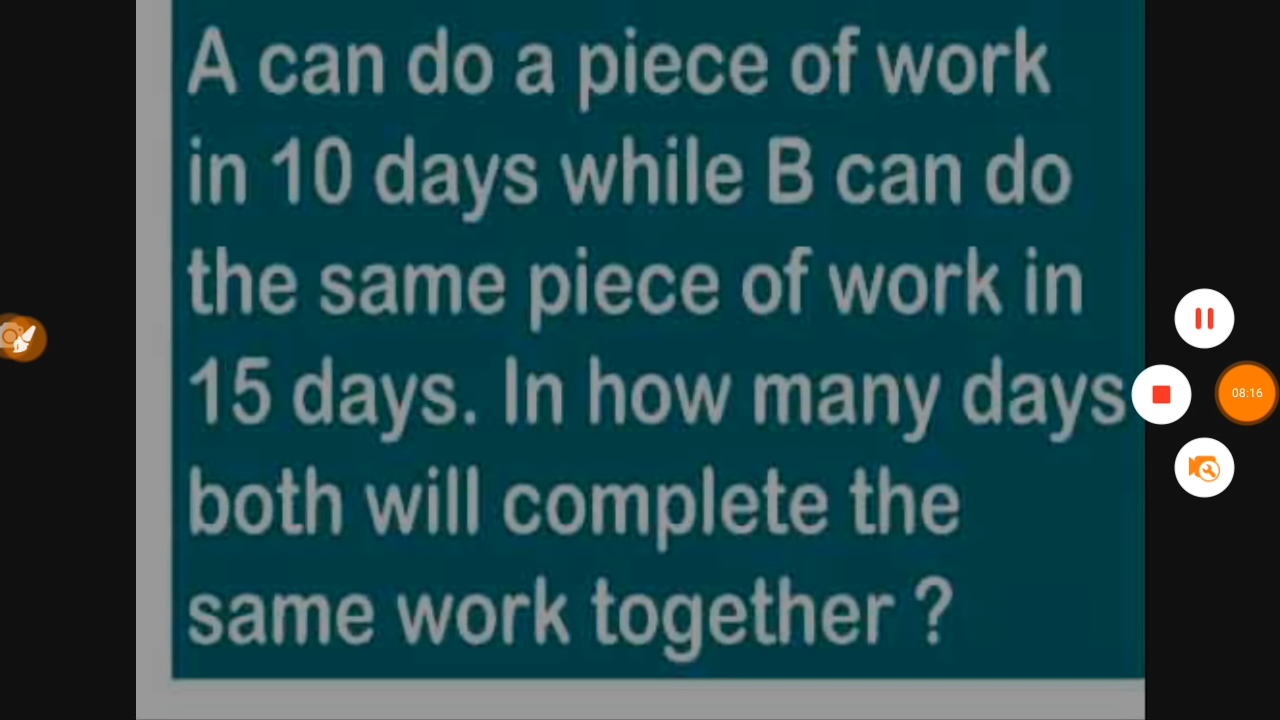 A can do a piece of work
in 10 days while B can do
the same piece of work in
15 days. In how many days
both will complete the
same work together ?
08:16